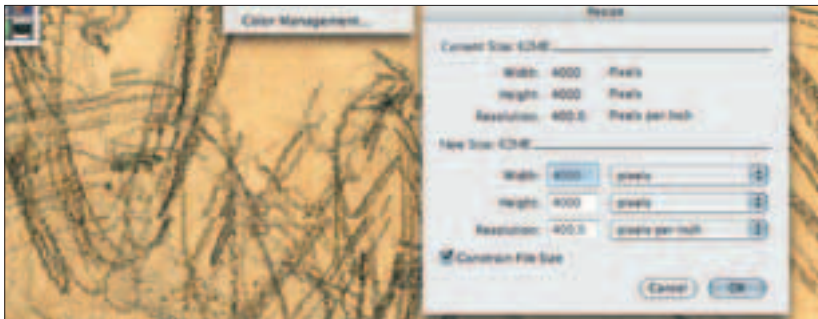 Color Management...
Resize
Current Size: 62MB
Width: 4000 Pixels
Height: 4000 Pixels
Resolution: 400.0 Pixels per Inch
New Size: 62MB
Width: 4000 pixels
Height: 4000 pixels
Resolution: 400.0 pixels per inch
Constrain File Size
Cancel OK